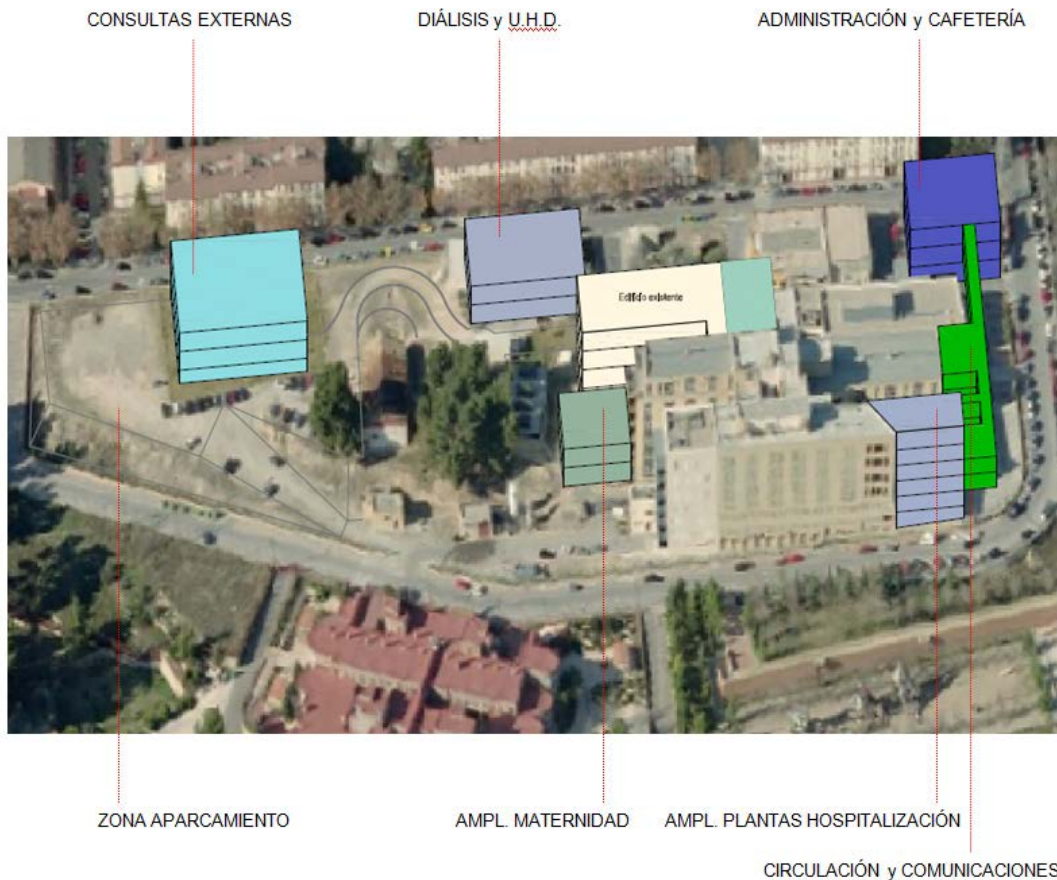 CONSULTAS EXTERNAS
DIÁLISIS y U.H.D.
ADMINISTRACIÓN y CAFETERÍA
Edificio existente
ZONA APARCAMIENTO
AMPL. MATERNIDAD
AMPL. PLANTAS HOSPITALIZACIÓN
CIRCULACIÓN y COMUNICACIONES